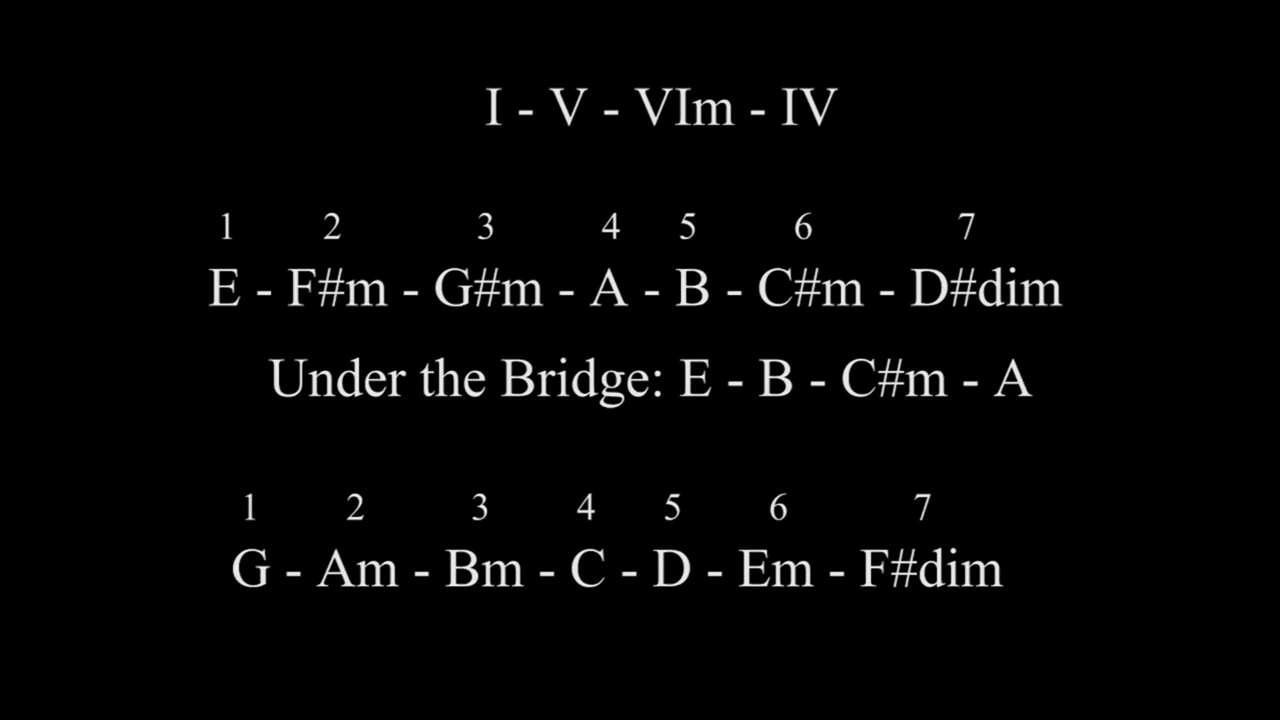 I - V - VIm - IV
1 2 3 4 5 6 7
E - F#m - G#m - A - B - C#m - D#dim
Under the Bridge: E - B - C#m - A
1 2 3 4 5 6 7
G - Am - Bm - C - D - Em - F#dim